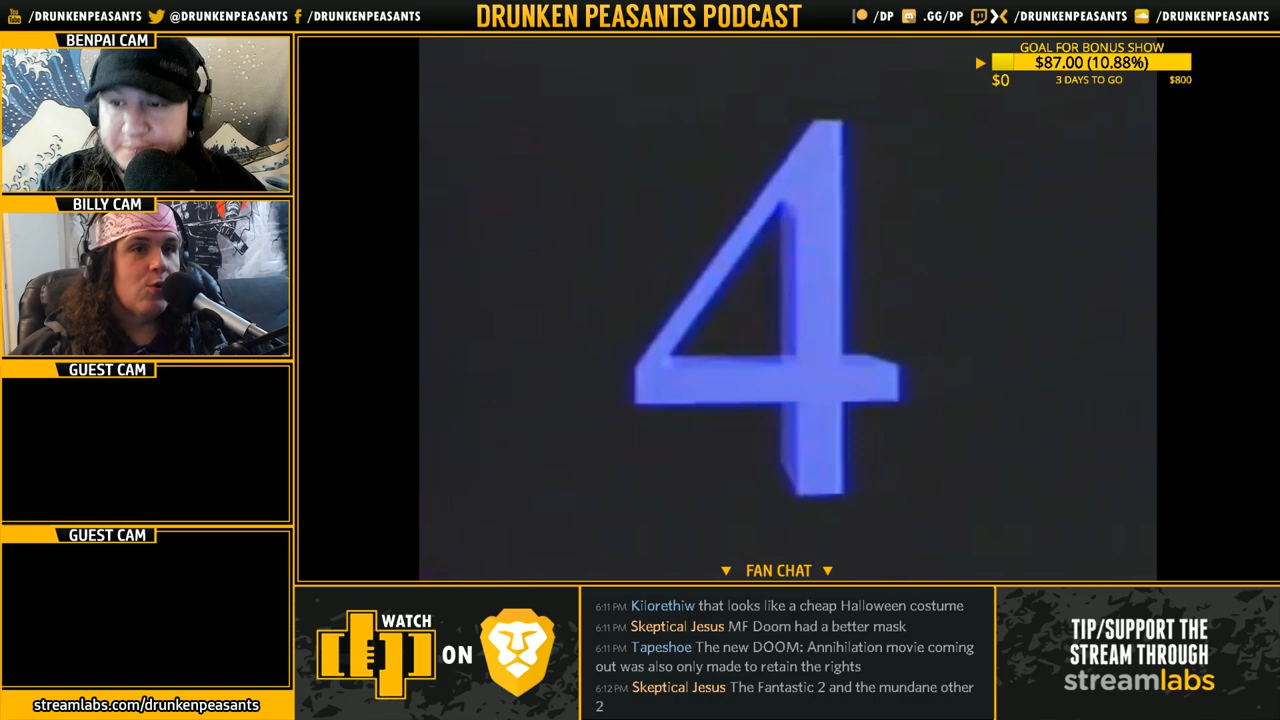 You Tube /DRUNKENPEASANTS @DRUNKENPEASANTS f /DRUNKENPEASANTS
DRUNKEN PEASANTS PODCAST
/DP .GG/DP /DRUNKENPEASANTS /DRUNKENPEASANTS
BENPAI CAM
BILLY CAM
GUEST CAM
GUEST CAM
streamlabs.com/drunkenpeasants
GOAL FOR BONUS SHOW
$87.00 (10.88%)
$0 3 DAYS TO GO $800
4
▼ FAN CHAT ▼
WATCH
ON
6:11 PM Kilorethiw that looks like a cheap Halloween costume
6:11 PM Skeptical Jesus MF Doom had a better mask
6:11 PM Tapeshoe The new DOOM: Annihilation movie coming
out was also only made to retain the rights
6:12 PM Skeptical Jesus The Fantastic 2 and the mundane other
2
TIP/SUPPORT THE
STREAM THROUGH
streamlabs